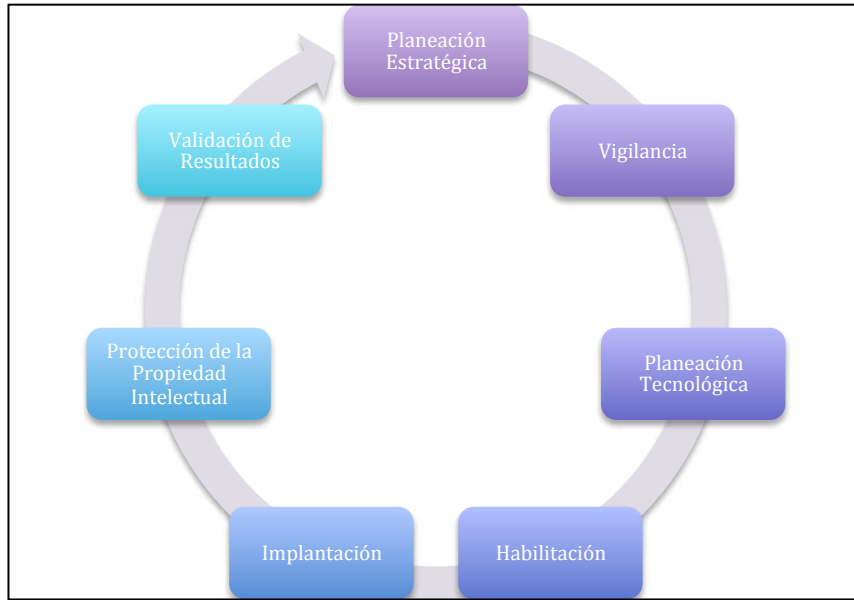 Planeación
Estratégica
Vigilancia
Planeación
Tecnológica
Habilitación
Implantación
Protección de la
Propiedad
Intelectual
Validación de
Resultados